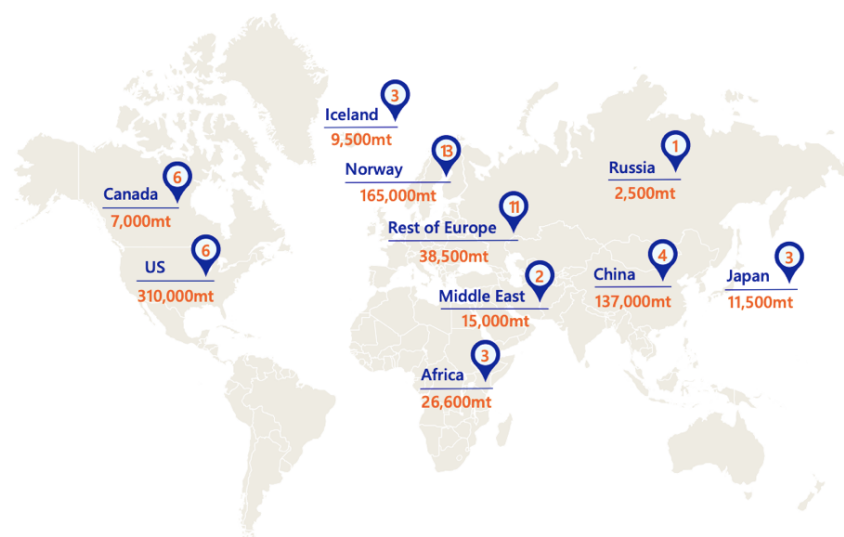 3
Iceland
9,500mt
13
Norway
165,000mt
1
Russia
2,500mt
6
Canada
7,000mt
11
Rest of Europe
38,500mt
6
US
310,000mt
4
China
137,000mt
3
Japan
11,500mt
2
Middle East
15,000mt
3
Africa
26,600mt